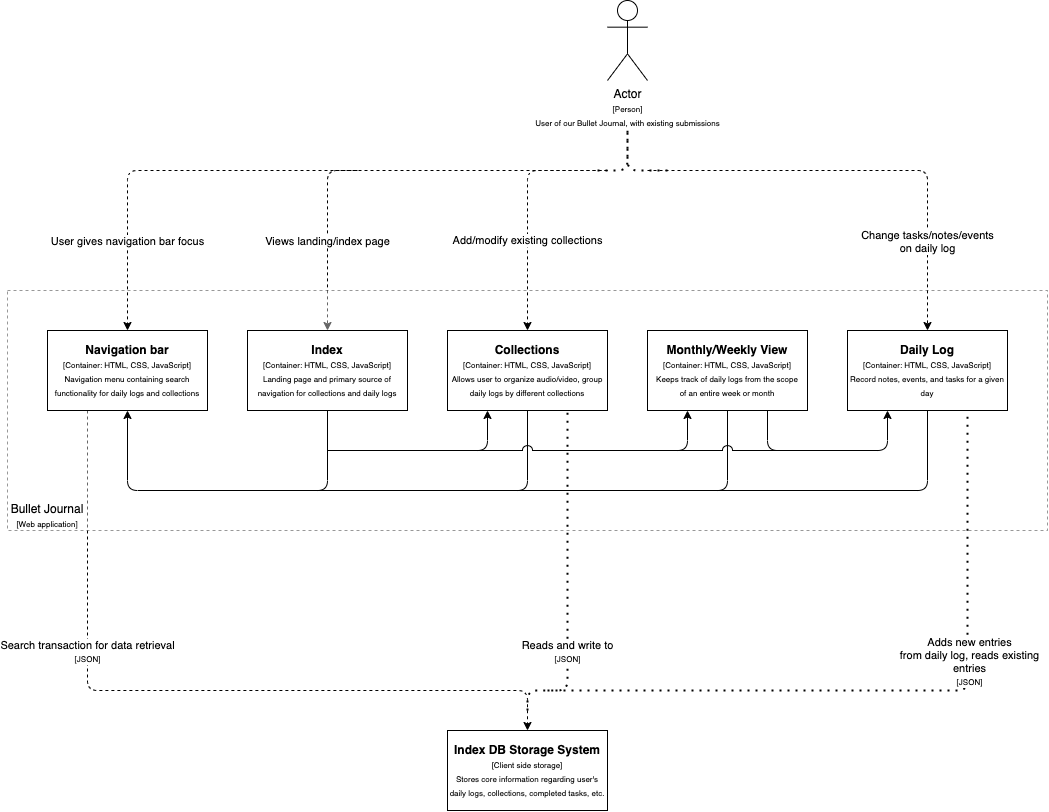 Actor
[Person]
User of our Bullet Journal, with existing submissions
User gives navigation bar focus
Views landing/index page
Add/modify existing collections
Change tasks/notes/events
on daily log
Navigation bar
[Container: HTML, CSS, JavaScript]
Navigation menu containing search
functionality for daily logs and collections
Index
[Container: HTML, CSS, JavaScript]
Landing page and primary source of
navigation for collections and daily logs
Collections
[Container: HTML, CSS, JavaScript]
Allows user to organize audio/video, group
daily logs by different collections
Monthly/Weekly View
[Container: HTML, CSS, JavaScript]
Keeps track of daily logs from the scope
of an entire week or month
Daily Log
[Container: HTML, CSS, JavaScript]
Record notes, events, and tasks for a given
day
Bullet Journal
[Web application]
Search transaction for data retrieval
[JSON]
Reads and write to
[JSON]
Adds new entries
from daily log, reads existing
entries
[JSON]
Index DB Storage System
[Client side storage]
Stores core information regarding user's
daily logs, collections, completed tasks, etc.